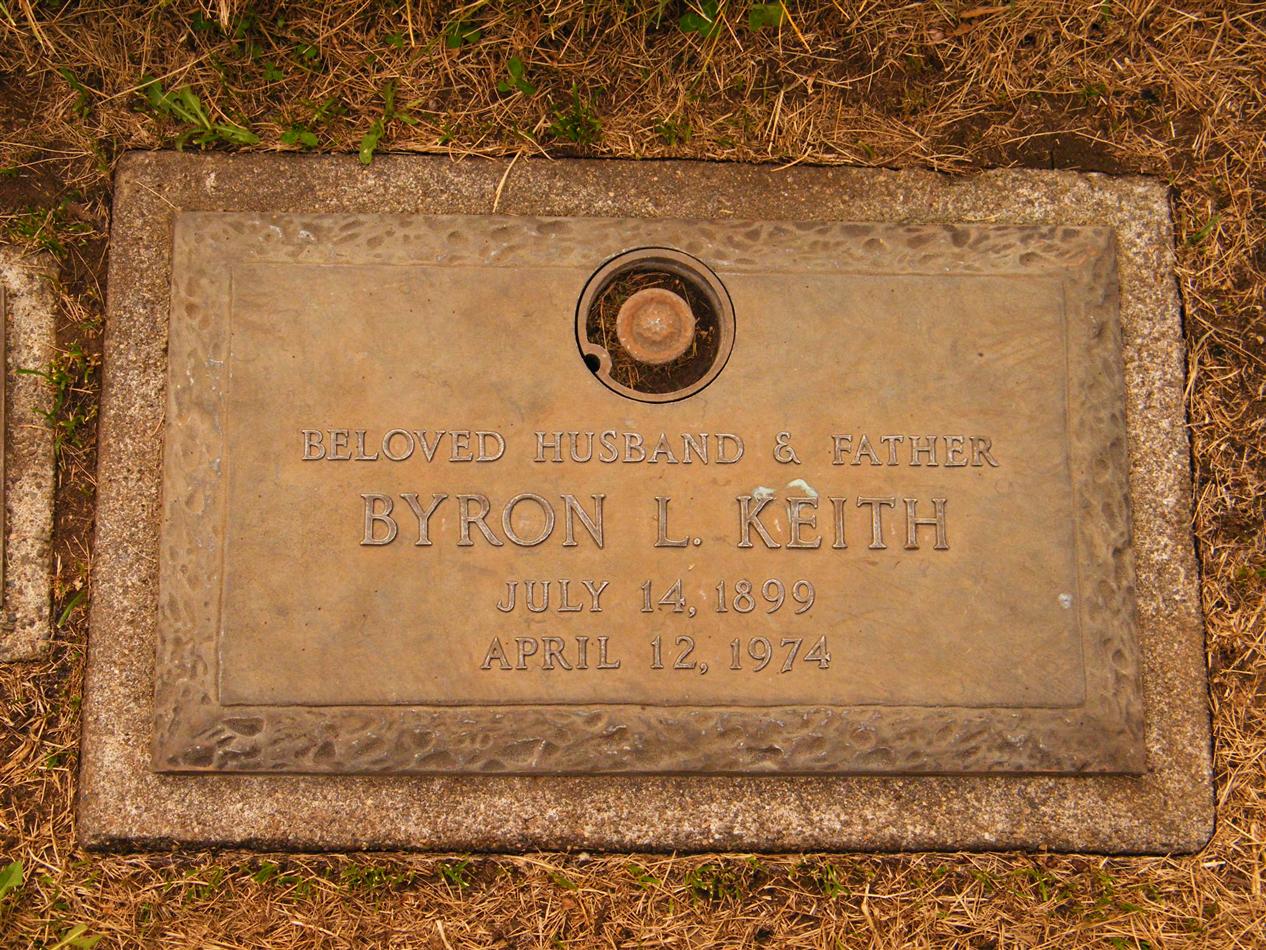 BELOVED HUSBAND & FATHER
BYRON L. KEITH
JULY 14, 1899
APRIL 12, 1974